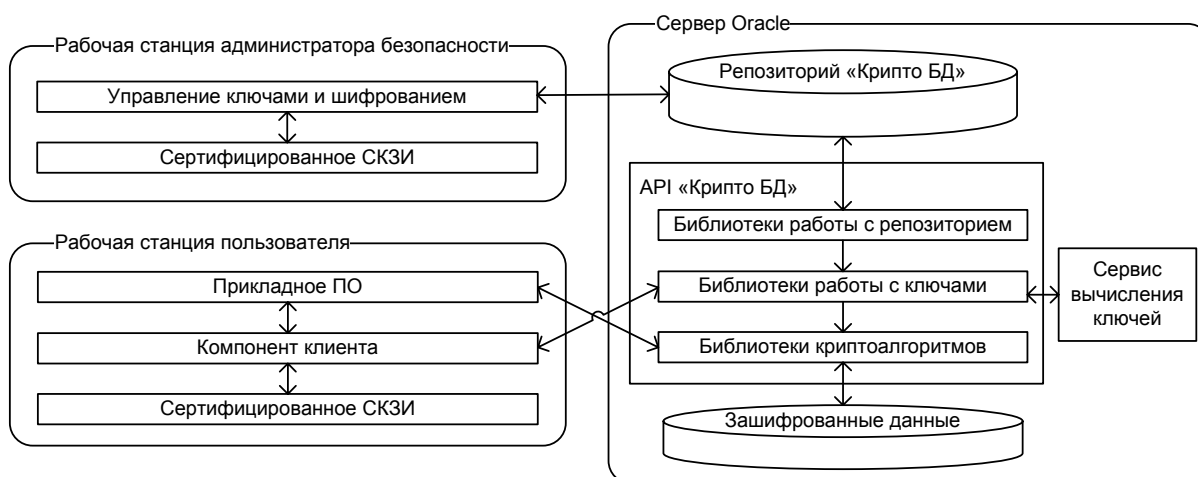 Рабочая станция администратора безопасности
Управление ключами и шифрованием
Сертифицированное СКЗИ
Рабочая станция пользователя
Прикладное ПО
Компонент клиента
Сертифицированное СКЗИ
Сервер Oracle
Репозиторий «Крипто БД»
API «Крипто БД»
Библиотеки работы с репозиторием
Библиотеки работы с ключами
Библиотеки криптоалгоритмов
Зашифрованные данные
Сервис
вычисления
ключей